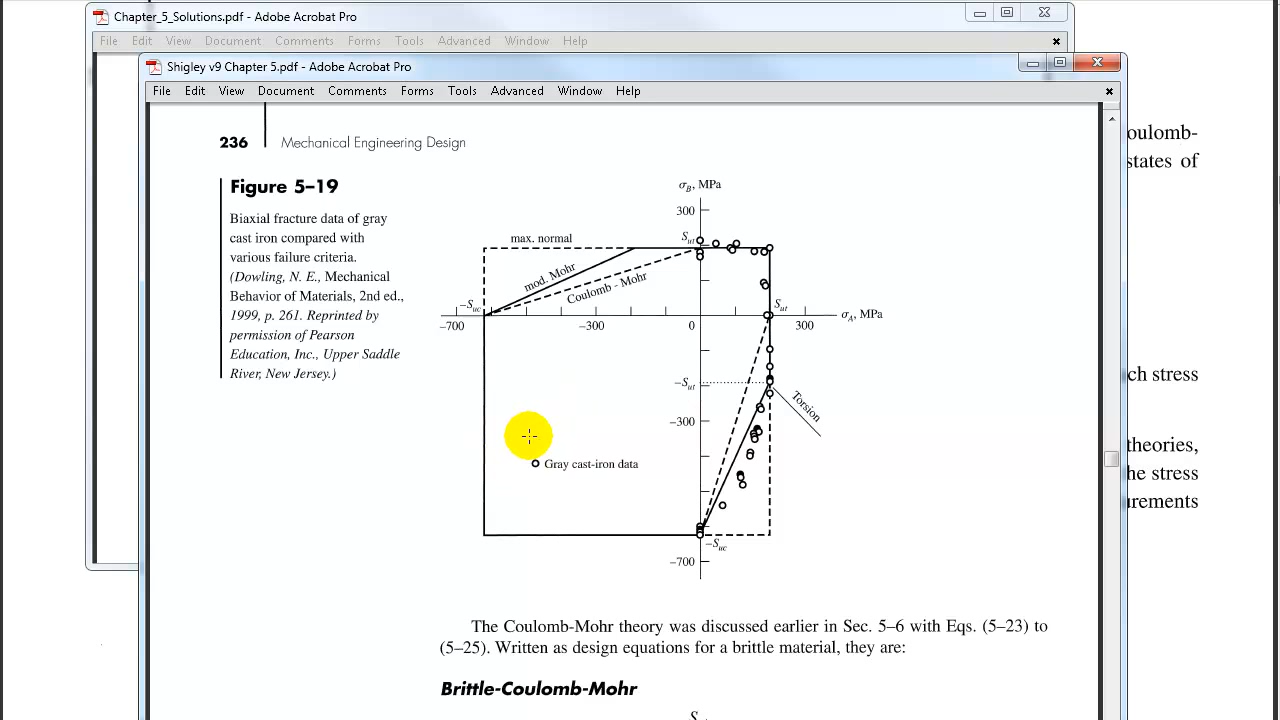 Chapter_5_Solutions.pdf - Adobe Acrobat Pro
File Edit View Document Comments Forms Tools Advanced Window Help
Shigley v9 Chapter 5.pdf - Adobe Acrobat Pro
File Edit View Document Comments Forms Tools Advanced Window Help
236 Mechanical Engineering Design
Figure 5–19
Biaxial fracture data of gray
cast iron compared with
various failure criteria.
(Dowling, N. E., Mechanical
Behavior of Materials, 2nd ed.,
1999, p. 261. Reprinted by
permission of Pearson
Education, Inc., Upper Saddle
River, New Jersey.)
σB, MPa
300
Sut
max. normal
mod. Mohr
Coulomb - Mohr
−Suc
Sut
σA, MPa
−700 −300 0 300
−Sut
Torsion
−300
Gray cast-iron data
−Suc
−700
The Coulomb-Mohr theory was discussed earlier in Sec. 5–6 with Eqs. (5–23) to
(5–25). Written as design equations for a brittle material, they are:
Brittle-Coulomb-Mohr
oulomb-
states of
ch stress
theories,
he stress
urements